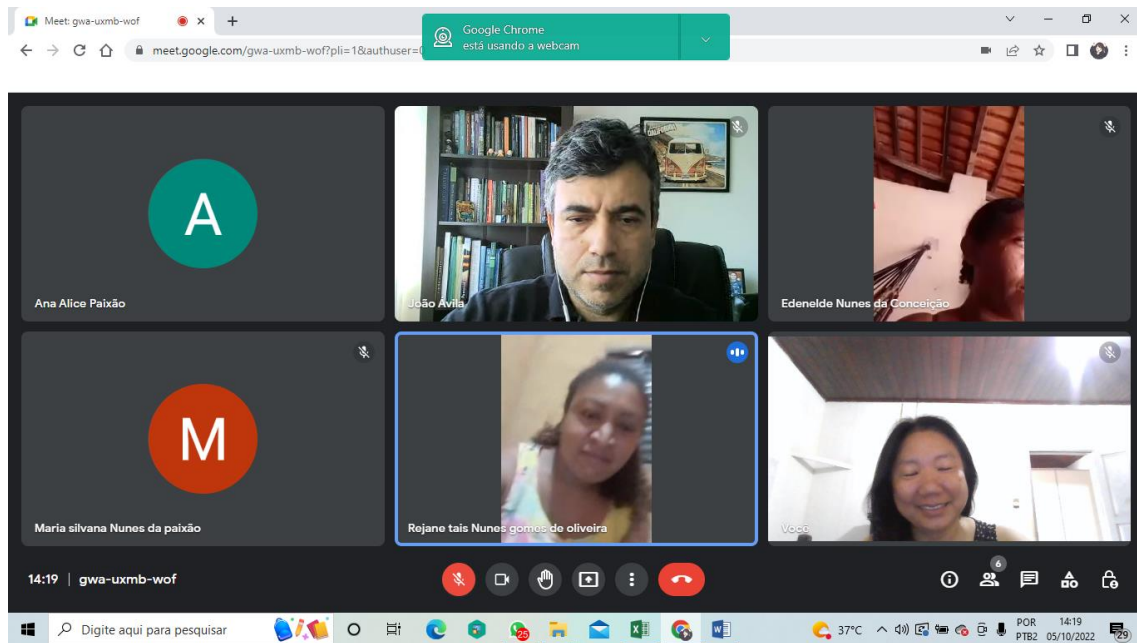 Meet: gwa-uxmb-wof
Google Chrome
está usando a webcam
meet.google.com/gwa-uxmb-wof?pli=1&authuser=
CALIFORNIA
A
Ana Alice Paixão
João Avila
Edenelde Nunes da Conceição
M
Maria silvana Nunes da paixão
Rejane tais Nunes gomes de oliveira
Você
14:19 | gwa-uxmb-wof
6
Digite aqui para pesquisar
25
37°C
POR
PTB2
14:19
05/10/2022
29